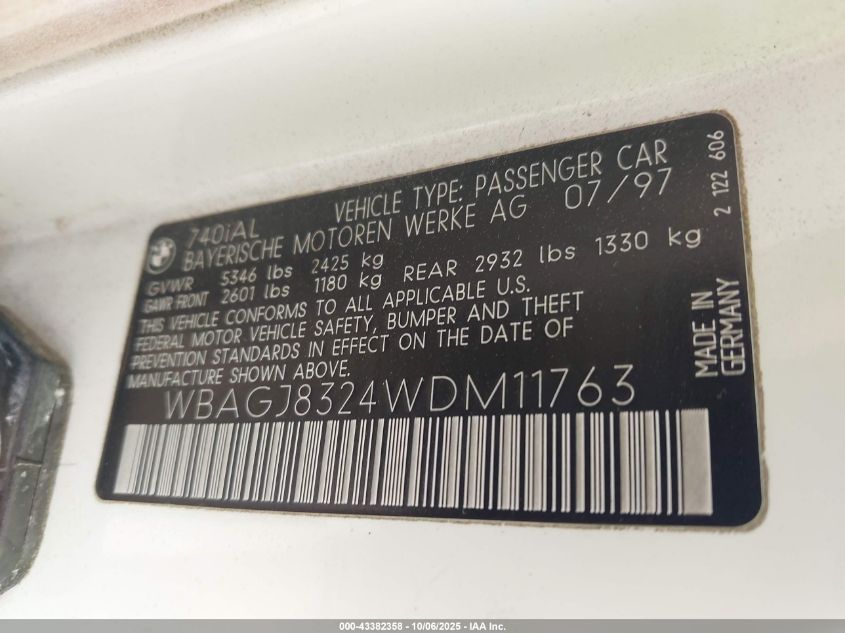 740iAL VEHICLE TYPE: PASSENGER CAR
BAYERISCHE MOTOREN WERKE AG 07/97
GVWR 5346 lbs 2425 kg
GAWR FRONT 2601 lbs 1180 kg REAR 2932 lbs 1330 kg
THIS VEHICLE CONFORMS TO ALL APPLICABLE U.S.
FEDERAL MOTOR VEHICLE SAFETY, BUMPER AND THEFT
PREVENTION STANDARDS IN EFFECT ON THE DATE OF
MANUFACTURE SHOWN ABOVE.
WBAGJ8324WDM11763
2 122 606
MADE IN
GERMANY
000-43382358 - 10/06/2025 - IAA Inc.